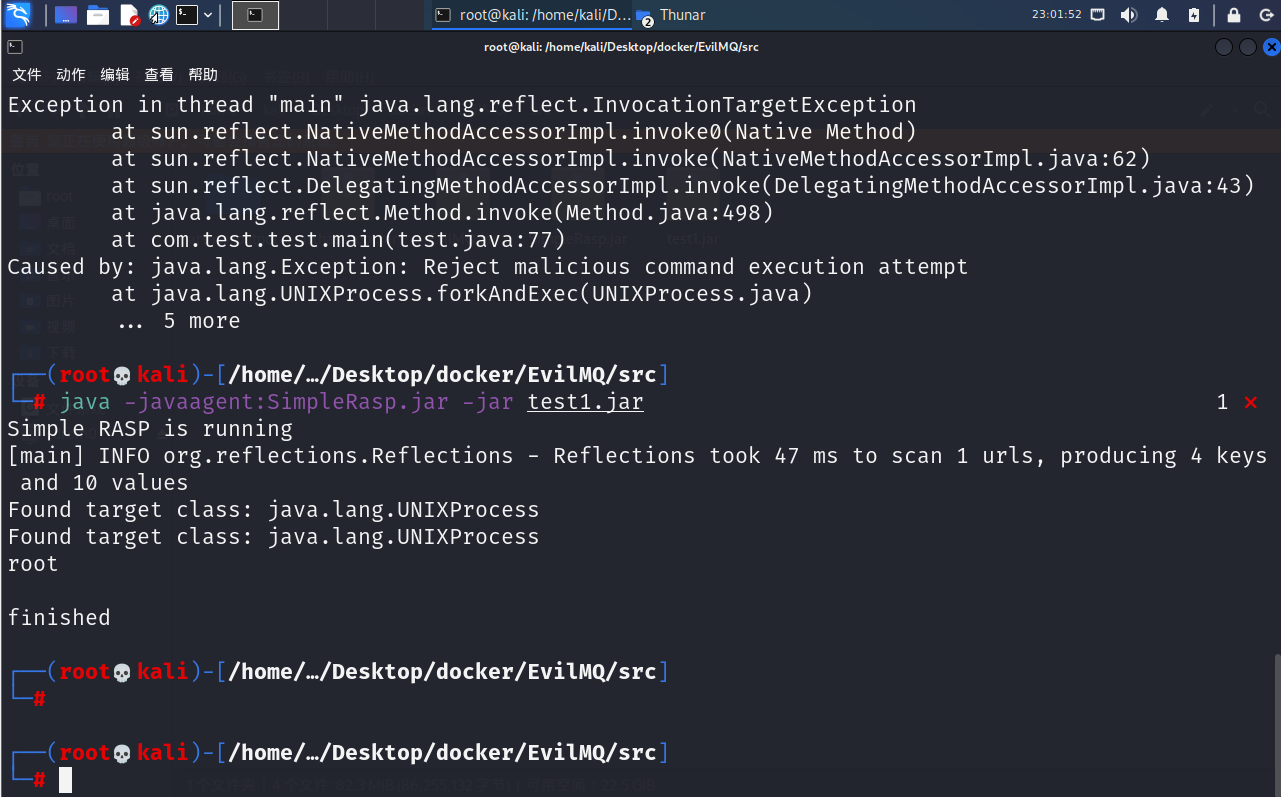 root@kali: /home/kali/D... 2 Thunar 23:01:52
root@kali: /home/kali/Desktop/docker/EvilMQ/src
文件 动作 编辑 查看 帮助
Exception in thread "main" java.lang.reflect.InvocationTargetException
at sun.reflect.NativeMethodAccessorImpl.invoke0(Native Method)
at sun.reflect.NativeMethodAccessorImpl.invoke(NativeMethodAccessorImpl.java:62)
at sun.reflect.DelegatingMethodAccessorImpl.invoke(DelegatingMethodAccessorImpl.java:43)
at java.lang.reflect.Method.invoke(Method.java:498)
at com.test.test.main(test.java:77)
Caused by: java.lang.Exception: Reject malicious command execution attempt
at java.lang.UNIXProcess.forkAndExec(UNIXProcess.java)
... 5 more
┌──(root💀kali)-[/home/…/Desktop/docker/EvilMQ/src]
└─# java -javaagent:SimpleRasp.jar -jar test1.jar 1 ⨯
Simple RASP is running
[main] INFO org.reflections.Reflections - Reflections took 47 ms to scan 1 urls, producing 4 keys
and 10 values
Found target class: java.lang.UNIXProcess
Found target class: java.lang.UNIXProcess
root
finished
┌──(root💀kali)-[/home/…/Desktop/docker/EvilMQ/src]
└─#
┌──(root💀kali)-[/home/…/Desktop/docker/EvilMQ/src]
└─#